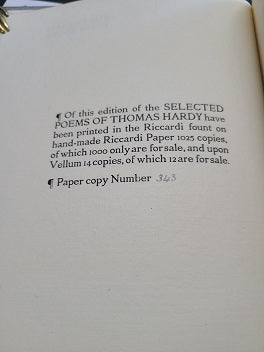 ¶ Of this edition of the SELECTED
POEMS OF THOMAS HARDY have
been printed in the Riccardi fount on
hand-made Riccardi Paper 1025 copies,
of which 1000 only are for sale, and upon
Vellum 14 copies, of which 12 are for sale.
¶ Paper copy Number 343